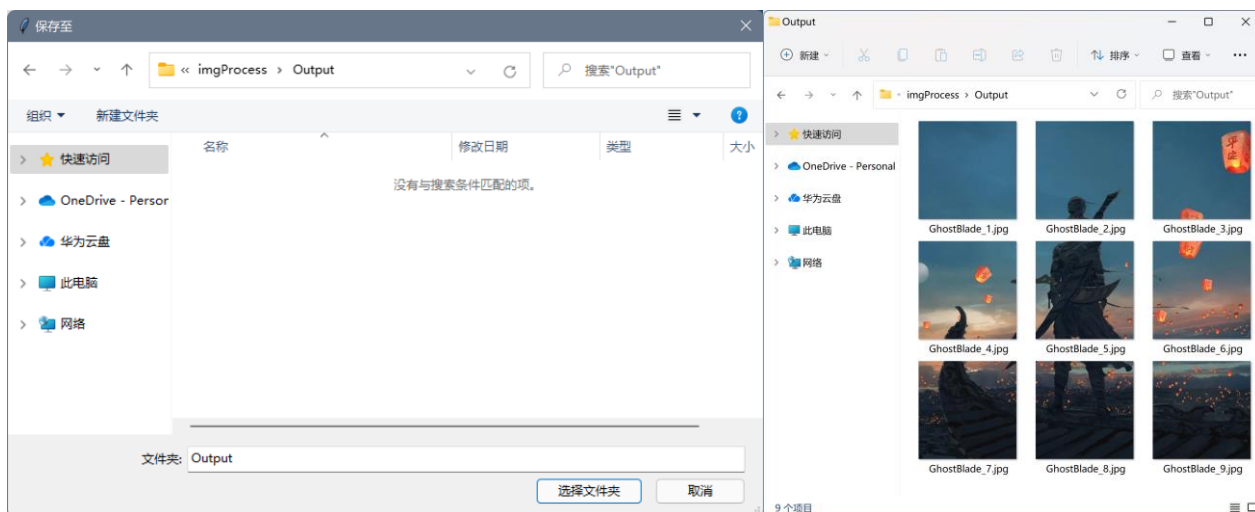 保存至
« imgProcess › Output
搜索"Output"
组织
新建文件夹
名称
修改日期
类型
大小
快速访问
没有与搜索条件匹配的项。
OneDrive - Person
华为云盘
此电脑
网络
文件夹: Output
选择文件夹
取消
Output
新建
排序
查看
imgProcess › Output
搜索"Output"
快速访问
OneDrive - Personal
华为云盘
此电脑
网络
平安
GhostBlade_1.jpg
GhostBlade_2.jpg
GhostBlade_3.jpg
GhostBlade_4.jpg
GhostBlade_5.jpg
GhostBlade_6.jpg
GhostBlade_7.jpg
GhostBlade_8.jpg
GhostBlade_9.jpg
9 个项目